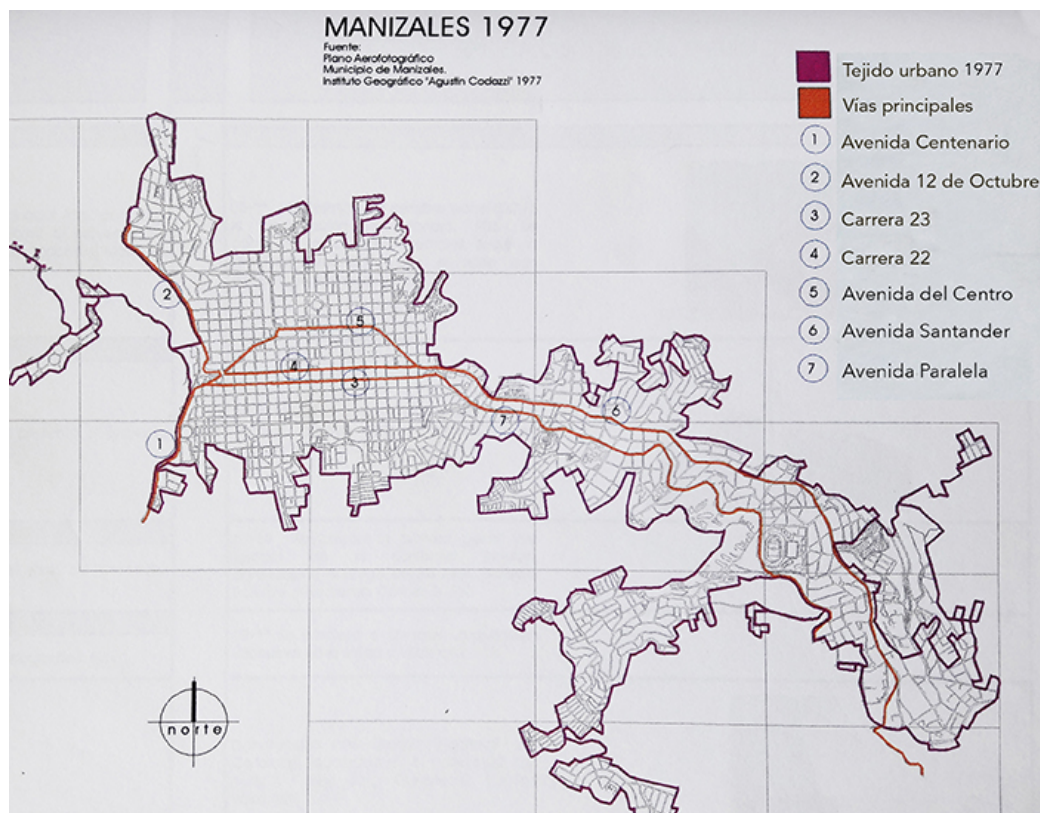 MANIZALES 1977
Fuente:
Plano Aerofotográfico
Municipio de Manizales.
Instituto Geográfico 'Agustin Codazzi' 1977
Tejido urbano 1977
Vías principales
1 Avenida Centenario
2 Avenida 12 de Octubre
3 Carrera 23
4 Carrera 22
5 Avenida del Centro
6 Avenida Santander
7 Avenida Paralela
2
5
4
3
6
7
1
norte